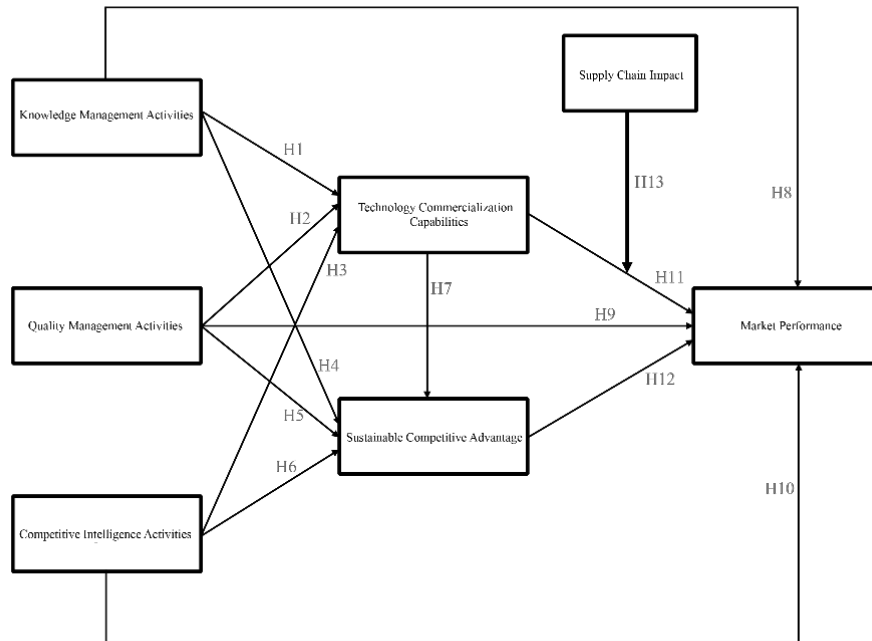 Supply Chain Impact
Knowledge Management Activities
H1
H13
H8
Technology Commercialization
Capabilities
H2
H3
H7
H11
Quality Management Activities
H9
Market Performance
H4
H12
H5
Sustainable Competitive Advantage
H6
H10
Competitive Intelligence Activities